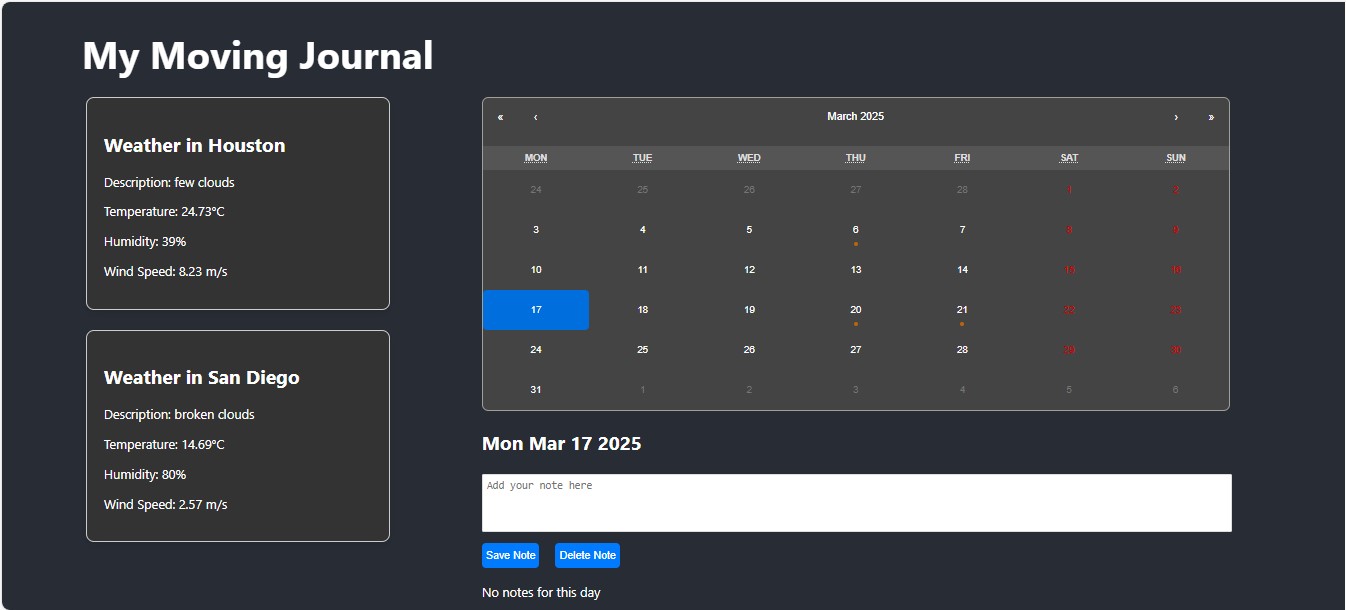 My Moving Journal
Weather in Houston
Description: few clouds
Temperature: 24.73°C
Humidity: 39%
Wind Speed: 8.23 m/s
Weather in San Diego
Description: broken clouds
Temperature: 14.69°C
Humidity: 80%
Wind Speed: 2.57 m/s
« ‹ March 2025 › »
MON TUE WED THU FRI SAT SUN
24 25 26 27 28 1 2
3 4 5 6 7 8 9
10 11 12 13 14 15 16
17 18 19 20 21 22 23
24 25 26 27 28 29 30
31 1 2 3 4 5 6
Mon Mar 17 2025
Add your note here
Save Note Delete Note
No notes for this day